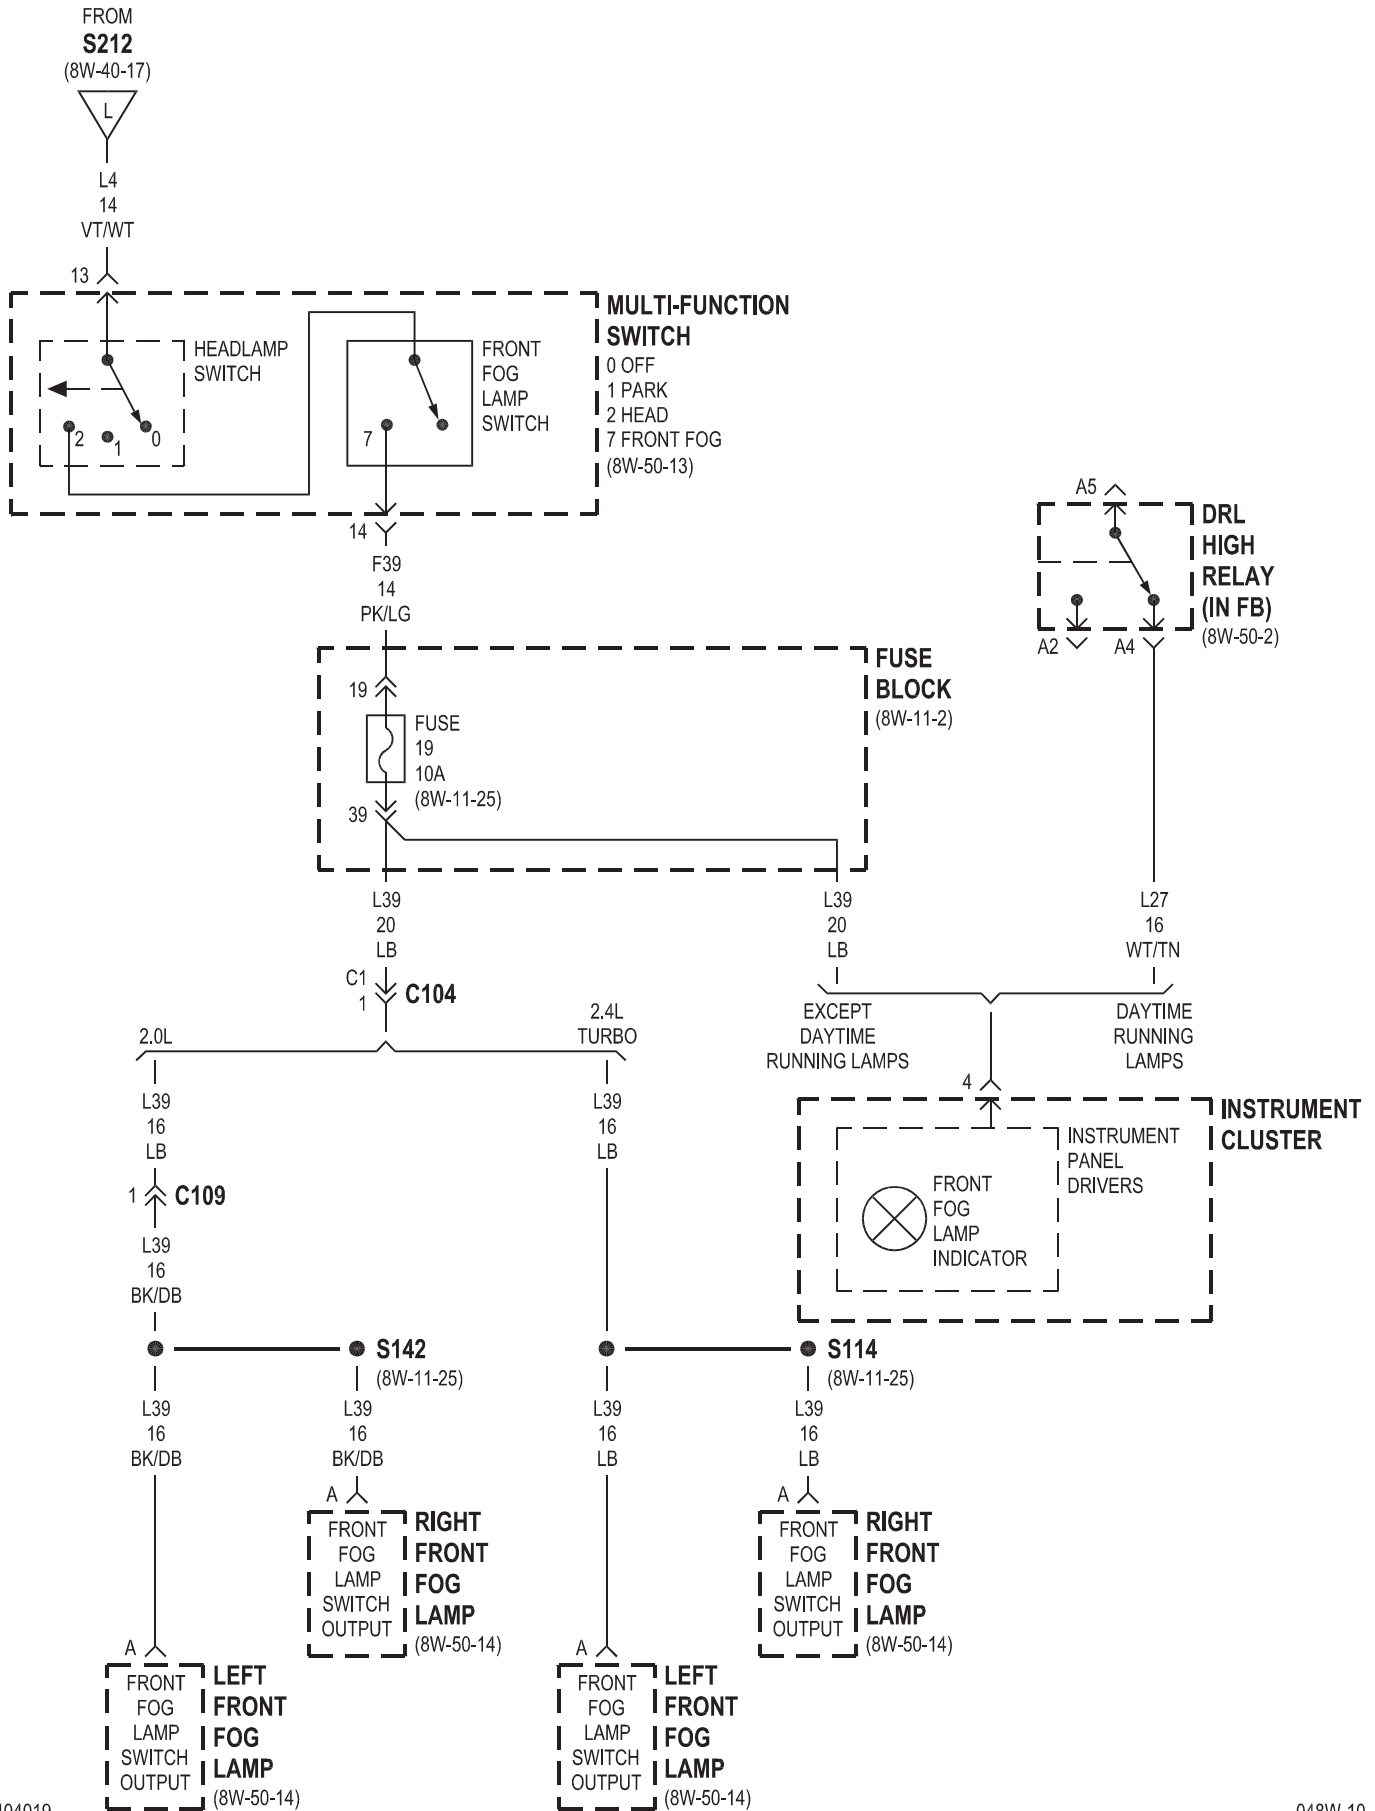 FROM
S212
(8W-40-17)
L
L4
14
VT/WT
13
MULTI-FUNCTION
SWITCH
0 OFF
1 PARK
2 HEAD
7 FRONT FOG
(8W-50-13)
HEADLAMP
SWITCH
2
1
0
FRONT
FOG
LAMP
SWITCH
7
14
F39
14
PK/LG
A5
DRL
HIGH
RELAY
(IN FB)
(8W-50-2)
A2
A4
FUSE
BLOCK
(8W-11-2)
19
FUSE
19
10A
(8W-11-25)
39
L39
20
LB
L39
20
LB
L27
16
WT/TN
C1
1
C104
EXCEPT
DAYTIME
RUNNING LAMPS
DAYTIME
RUNNING
LAMPS
2.0L
2.4L
TURBO
4
INSTRUMENT
CLUSTER
INSTRUMENT
PANEL
DRIVERS
FRONT
FOG
LAMP
INDICATOR
L39
16
LB
L39
16
LB
1
C109
L39
16
BK/DB
S142
(8W-11-25)
S114
(8W-11-25)
L39
16
BK/DB
L39
16
BK/DB
L39
16
LB
L39
16
LB
A
FRONT
FOG
LAMP
SWITCH
OUTPUT
RIGHT
FRONT
FOG
LAMP
(8W-50-14)
A
FRONT
FOG
LAMP
SWITCH
OUTPUT
RIGHT
FRONT
FOG
LAMP
(8W-50-14)
A
FRONT
FOG
LAMP
SWITCH
OUTPUT
LEFT
FRONT
FOG
LAMP
(8W-50-14)
A
FRONT
FOG
LAMP
SWITCH
OUTPUT
LEFT
FRONT
FOG
LAMP
(8W-50-14)